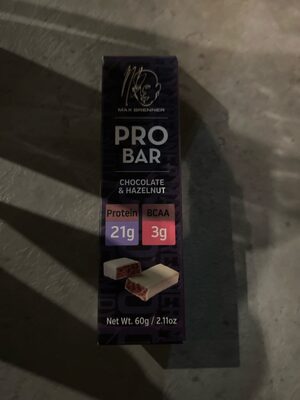 MAX BRENNER
PRO
BAR
CHOCOLATE
& HAZELNUT
Protein BCAA
21g 3g
Net Wt. 60g / 2.11oz